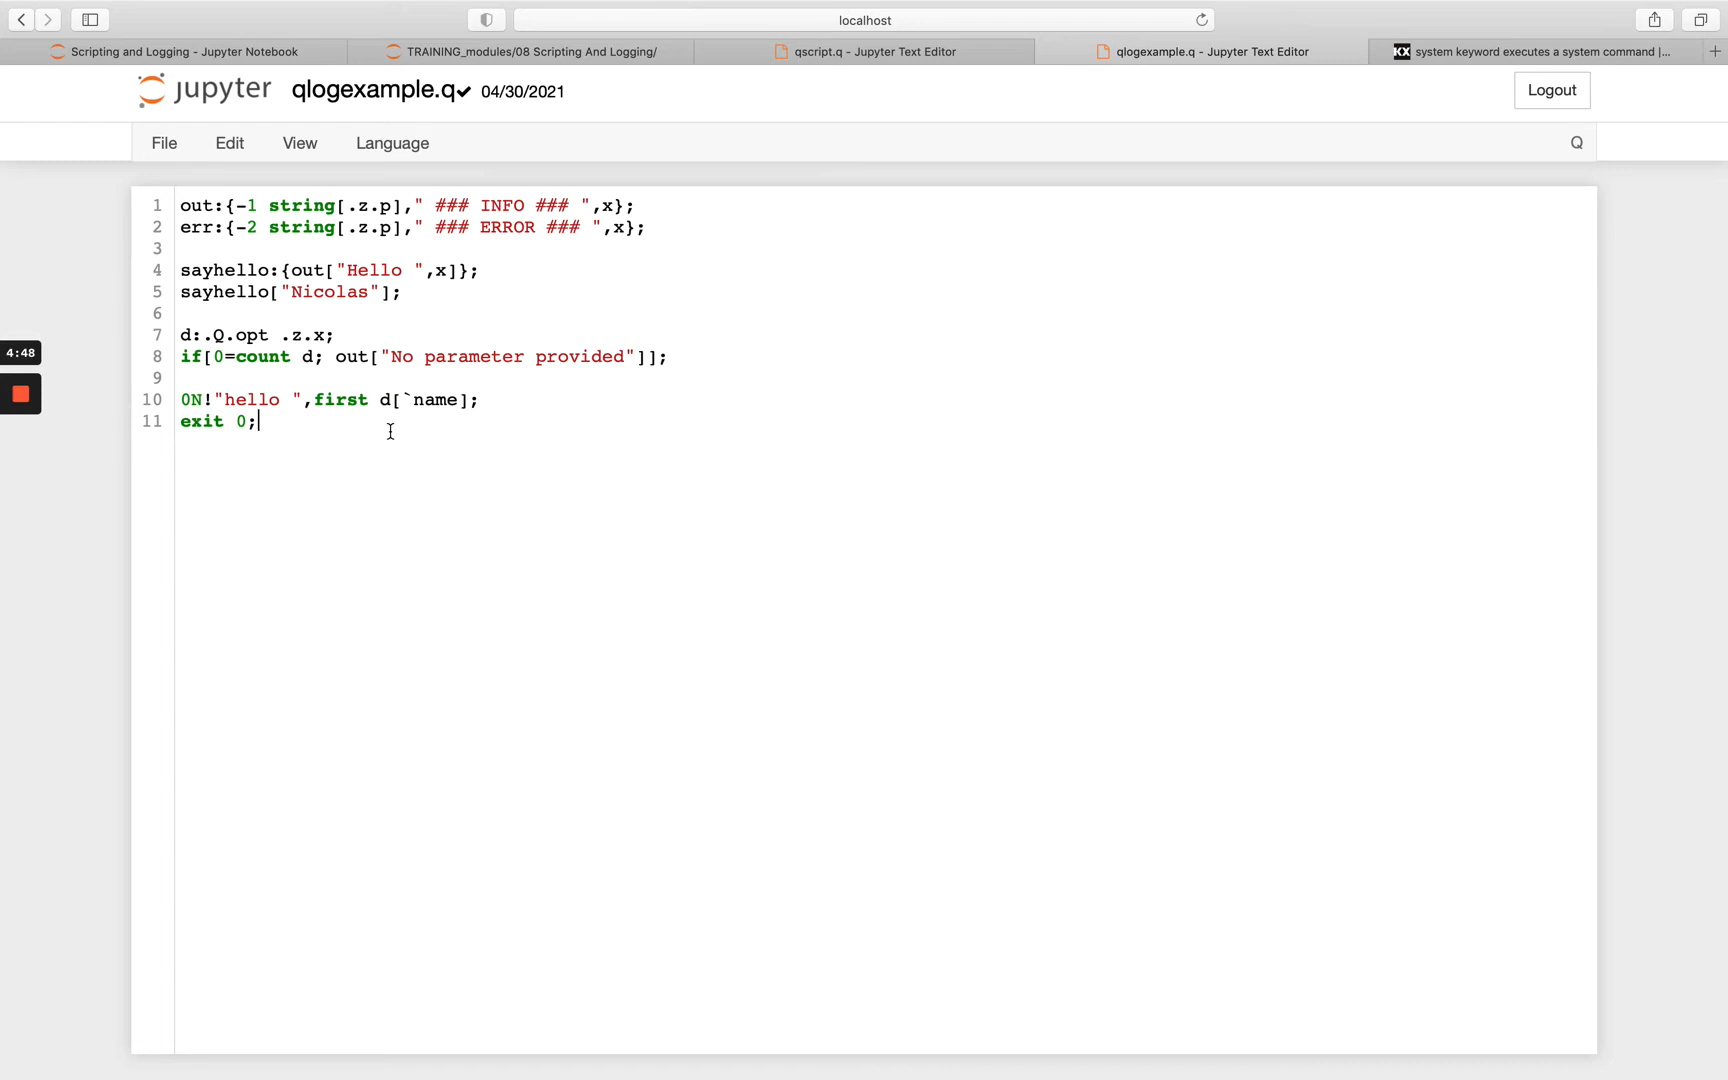 localhost
Scripting and Logging - Jupyter Notebook
TRAINING_modules/08 Scripting And Logging/
qscript.q - Jupyter Text Editor
qlogexample.q - Jupyter Text Editor
KX system keyword executes a system command |...
jupyter qlogexample.q✔ 04/30/2021
Logout
File Edit View Language
Q
1 out:{-1 string[.z.p]," ### INFO ### ",x};
2 err:{-2 string[.z.p]," ### ERROR ### ",x};
3
4 sayhello:{out["Hello ",x]};
5 sayhello["Nicolas"];
6
7 d:.Q.opt .z.x;
8 if[0=count d; out["No parameter provided"]];
9
10 0N!"hello ",first d[`name];
11 exit 0;
4:48